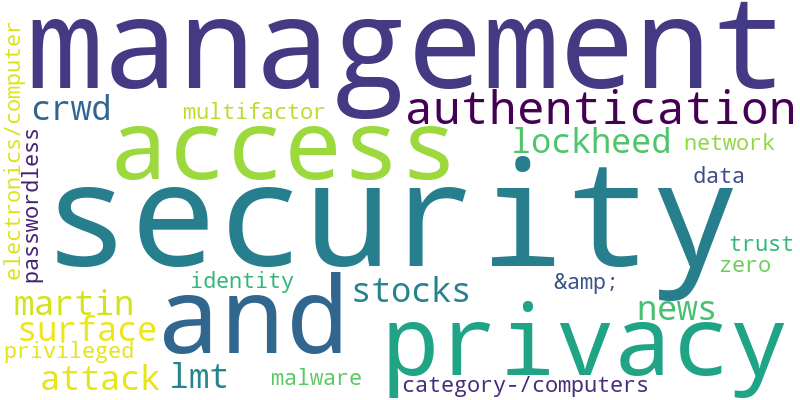 management
electronics/computer
crwd
multifactor
authentication
access
lockheed
network
passwordless
security
data
trust
zero
identity
&amp;
stocks
and
martin
news
surface
privacy
privileged
attack
lmt
malware
category-/computers